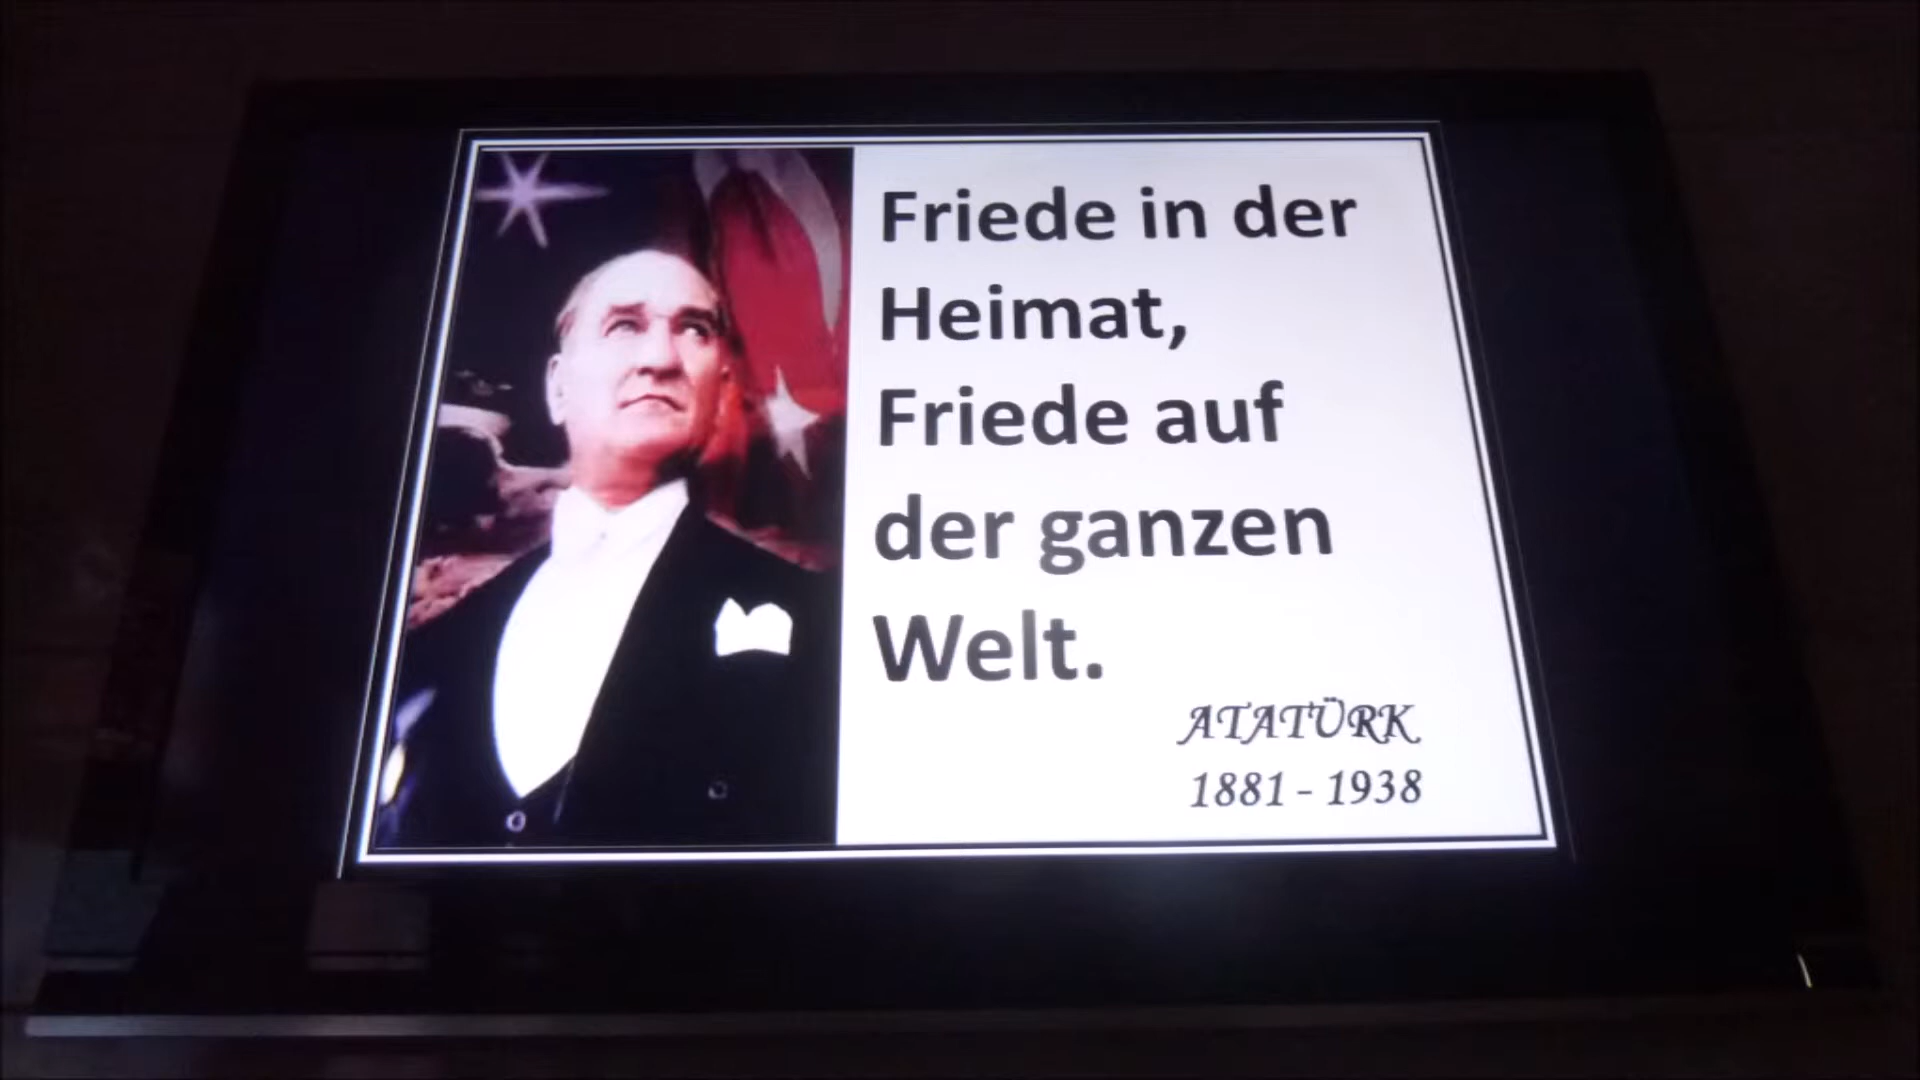 Friede in der
Heimat,
Friede auf
der ganzen
Welt.
ATATÜRK
1881 - 1938